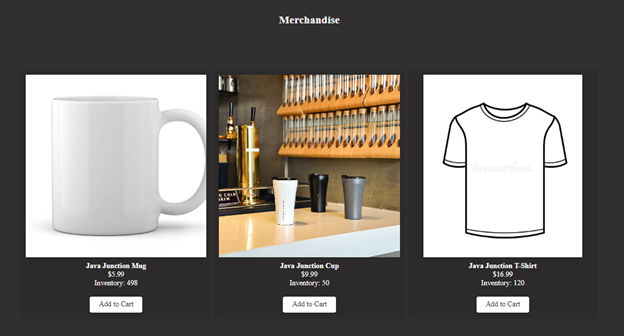 Merchandise
Java Junction Mug
$5.99
Inventory: 498
Add to Cart
Java Junction Cup
$9.99
Inventory: 50
Add to Cart
Java Junction T-Shirt
$16.99
Inventory: 120
Add to Cart